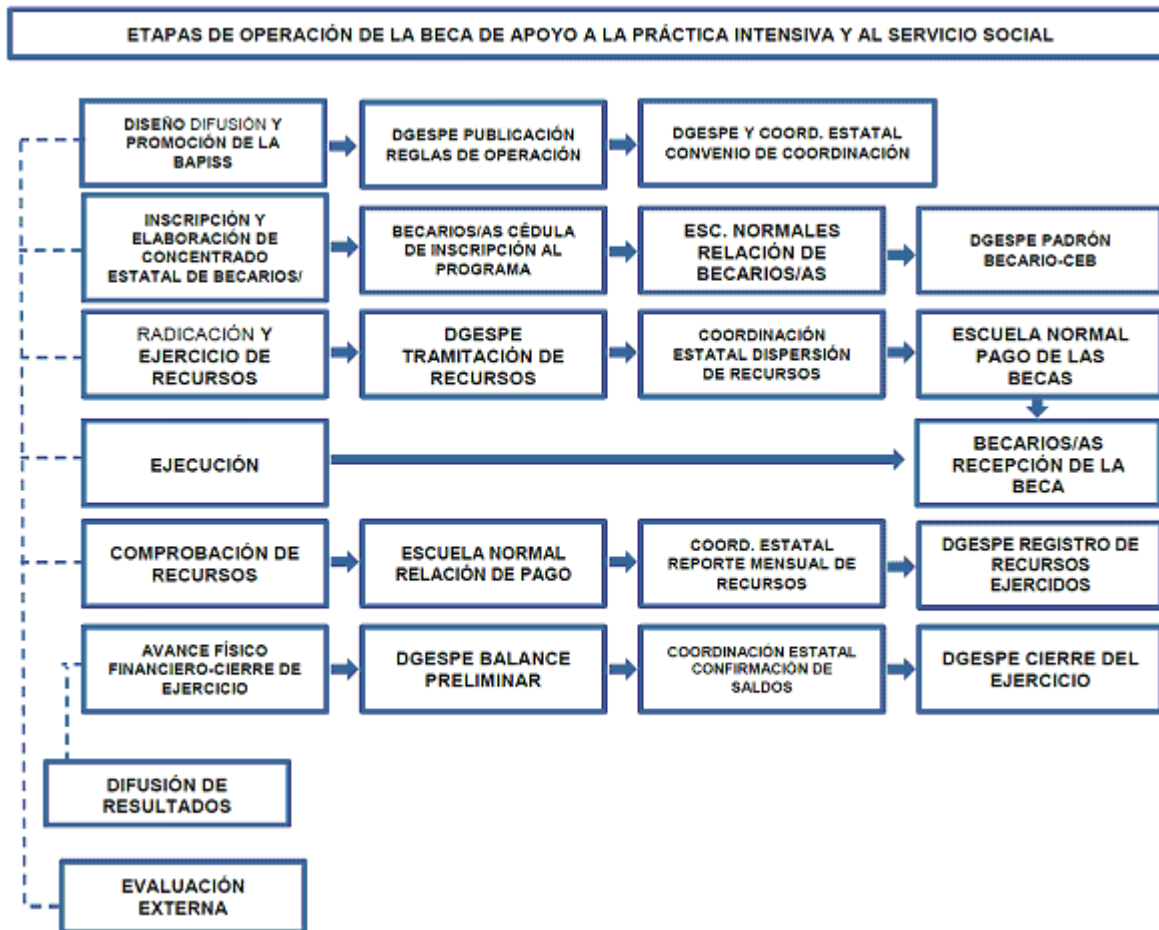 ETAPAS DE OPERACIÓN DE LA BECA DE APOYO A LA PRÁCTICA INTENSIVA Y AL SERVICIO SOCIAL
DISEÑO DIFUSIÓN Y
PROMOCIÓN DE LA
BAPISS
DGESPE PUBLICACIÓN
REGLAS DE OPERACIÓN
DGESPE Y COORD. ESTATAL
CONVENIO DE COORDINACIÓN
INSCRIPCIÓN Y
ELABORACIÓN DE
CONCENTRADO
ESTATAL DE BECARIOS/
BECARIOS/AS CÉDULA
DE INSCRIPCIÓN AL
PROGRAMA
ESC. NORMALES
RELACIÓN DE
BECARIOS/AS
DGESPE PADRÓN
BECARIO-CEB
RADICACIÓN Y
EJERCICIO DE
RECURSOS
DGESPE
TRAMITACIÓN DE
RECURSOS
COORDINACIÓN
ESTATAL DISPERSIÓN
DE RECURSOS
ESCUELA NORMAL
PAGO DE LAS
BECAS
EJECUCIÓN
BECARIOS/AS
RECEPCIÓN DE LA
BECA
COMPROBACIÓN DE
RECURSOS
ESCUELA NORMAL
RELACIÓN DE PAGO
COORD. ESTATAL
REPORTE MENSUAL DE
RECURSOS
DGESPE REGISTRO DE
RECURSOS
EJERCIDOS
AVANCE FÍSICO
FINANCIERO-CIERRE DE
EJERCICIO
DGESPE BALANCE
PRELIMINAR
COORDINACIÓN ESTATAL
CONFIRMACIÓN DE
SALDOS
DGESPE CIERRE DEL
EJERCICIO
DIFUSIÓN DE
RESULTADOS
EVALUACIÓN
EXTERNA